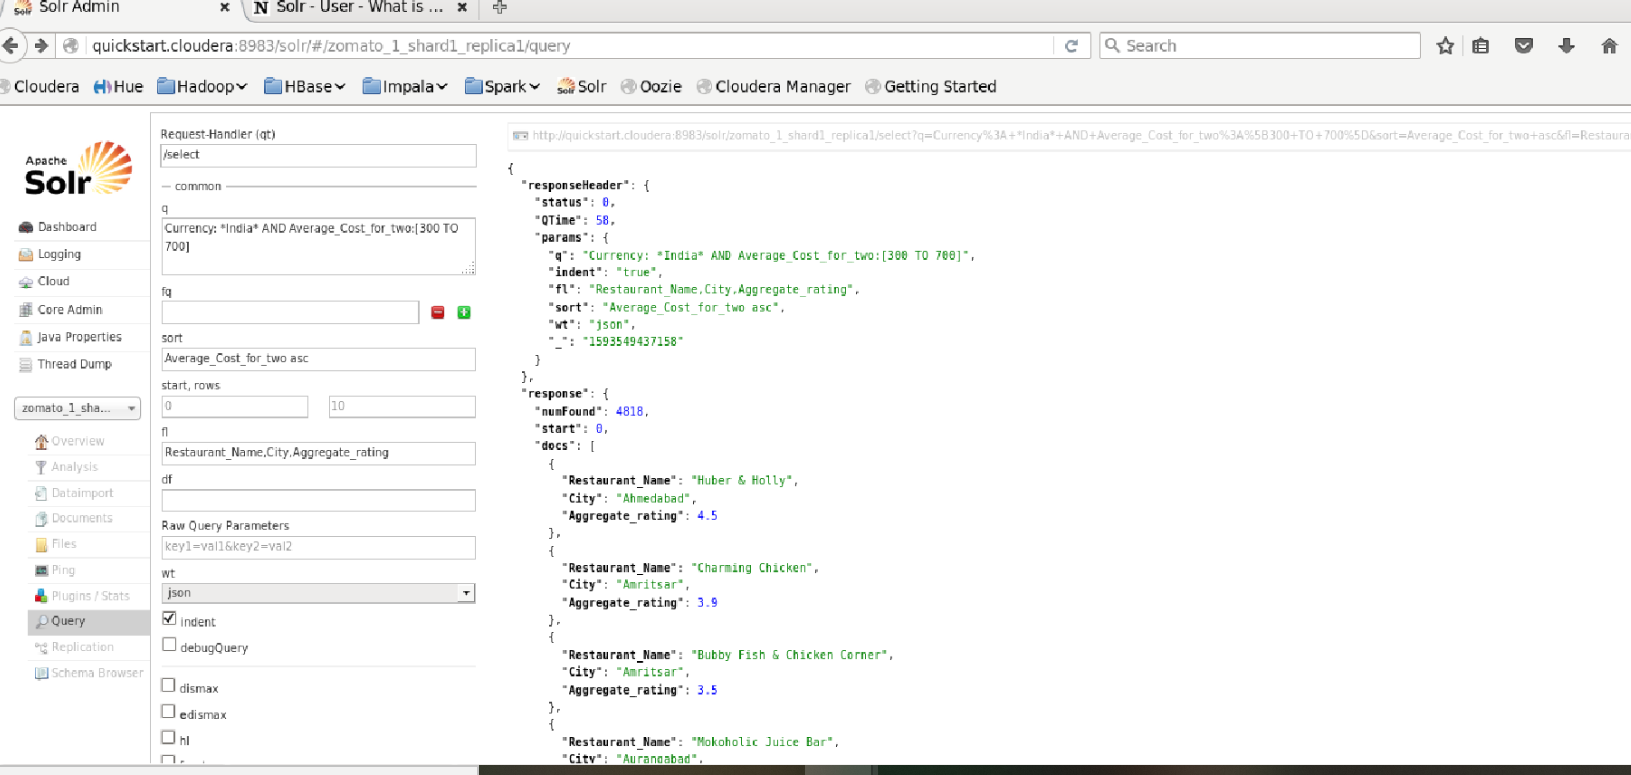 Solr Admin × Solr - User - What is ... ×
quickstart.cloudera:8983/solr/#/zomato_1_shard1_replica1/query
Search
Cloudera Hue Hadoop HBase Impala Spark Solr Oozie Cloudera Manager Getting Started
Apache
Solr
Dashboard
Logging
Cloud
Core Admin
Java Properties
Thread Dump
zomato_1_sha...
Overview
Analysis
Dataimport
Documents
Files
Ping
Plugins / Stats
Query
Replication
Schema Browser
Request-Handler (qt)
/select
common
q
Currency: *India* AND Average_Cost_for_two:[300 TO
700]
fq
sort
Average_Cost_for_two asc
start, rows
0 10
fl
Restaurant_Name,City,Aggregate_rating
df
Raw Query Parameters
key1=val1&key2=val2
wt
json
indent
debugQuery
dismax
edismax
hl
http://quickstart.cloudera:8983/solr/zomato_1_shard1_replica1/select?q=Currency%3A+*India*+AND+Average_Cost_for_two%3A%5B300+TO+700%5D&sort=Average_Cost_for_two+asc&fl=Restaura
{
"responseHeader": {
"status": 0,
"QTime": 58,
"params": {
"q": "Currency: *India* AND Average_Cost_for_two:[300 TO 700]",
"indent": "true",
"fl": "Restaurant_Name,City,Aggregate_rating",
"sort": "Average_Cost_for_two asc",
"wt": "json",
"_": "1593549437158"
}
},
"response": {
"numFound": 4818,
"start": 0,
"docs": [
{
"Restaurant_Name": "Huber & Holly",
"City": "Ahmedabad",
"Aggregate_rating": 4.5
},
{
"Restaurant_Name": "Charming Chicken",
"City": "Amritsar",
"Aggregate_rating": 3.9
},
{
"Restaurant_Name": "Bubby Fish & Chicken Corner",
"City": "Amritsar",
"Aggregate_rating": 3.5
},
{
"Restaurant_Name": "Mokoholic Juice Bar",
"City": "Aurangabad",